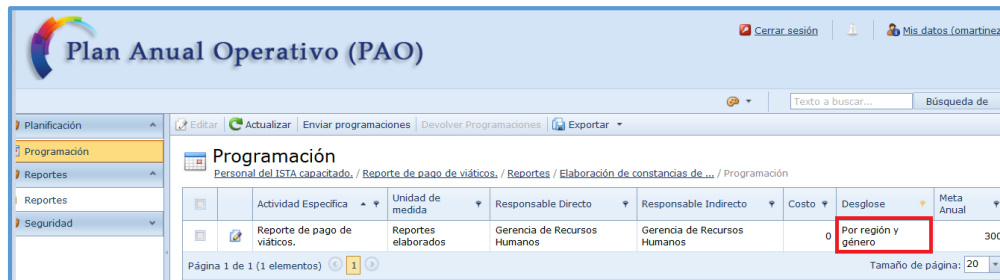 Plan Anual Operativo (PAO)
Cerrar sesión
Mis datos (omartinez
Texto a buscar...
Búsqueda de
Planificación
Programación
Reportes
Reportes
Seguridad
Editar Actualizar Enviar programaciones Devolver Programaciones Exportar
Programación
Personal del ISTA capacitado. / Reporte de pago de viáticos. / Reportes / Elaboración de constancias de ... / Programación
Actividad Específica Unidad de medida Responsable Directo Responsable Indirecto Costo Desglose Meta Anual
Reporte de pago de viáticos. Reportes elaborados Gerencia de Recursos Humanos Gerencia de Recursos Humanos 0 Por región y género 300
Página 1 de 1 (1 elementos) 1 Tamaño de página: 20